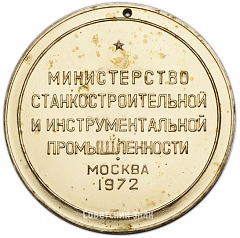 МИНИСТЕРСТВО
СТАНКОСТРОИТЕЛЬНОЙ
И ИНСТРУМЕНТАЛЬНОЙ
ПРОМЫШЛЕННОСТИ
МОСКВА
1972